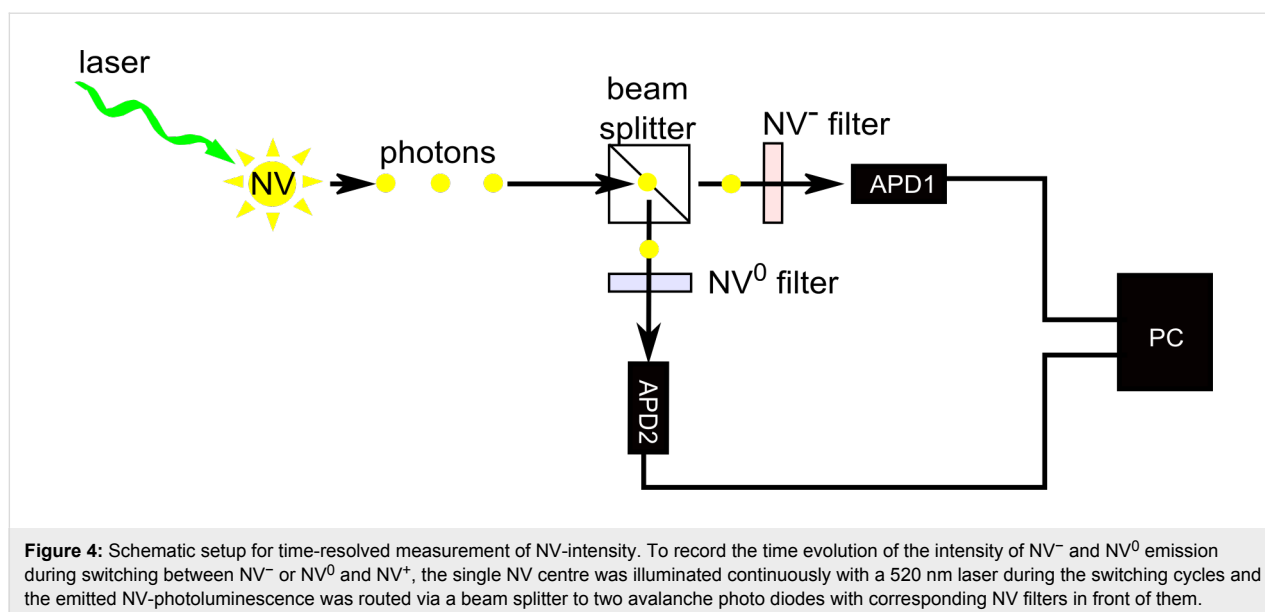 laser
NV
photons
beam
splitter
NV⁻ filter
APD1
NV⁰ filter
APD2
PC
Figure 4: Schematic setup for time-resolved measurement of NV-intensity. To record the time evolution of the intensity of NV⁻ and NV⁰ emission
during switching between NV⁻ or NV⁰ and NV⁺, the single NV centre was illuminated continuously with a 520 nm laser during the switching cycles and
the emitted NV-photoluminescence was routed via a beam splitter to two avalanche photo diodes with corresponding NV filters in front of them.